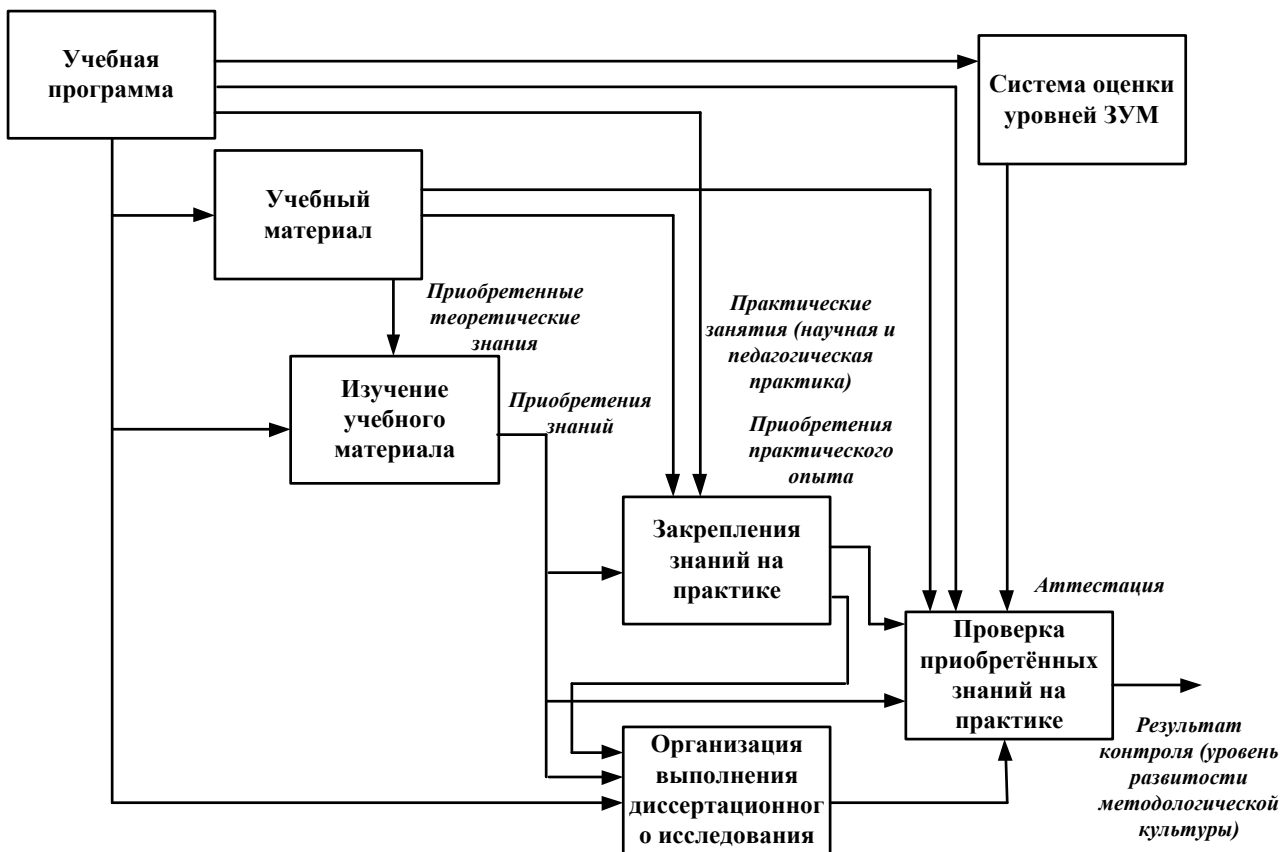 Учебная
программа
Система оценки
уровней ЗУМ
Учебный
материал
Приобретенные
теоретические
знания
Практические
занятия (научная и
педагогическая
практика)
Изучение
учебного
материала
Приобретения
знаний
Приобретения
практического
опыта
Закрепления
знаний на
практике
Аттестация
Проверка
приобретённых
знаний на
практике
Результат
контроля (уровень
развитости
методологической
культуры)
Организация
выполнения
диссертационног
о исследования